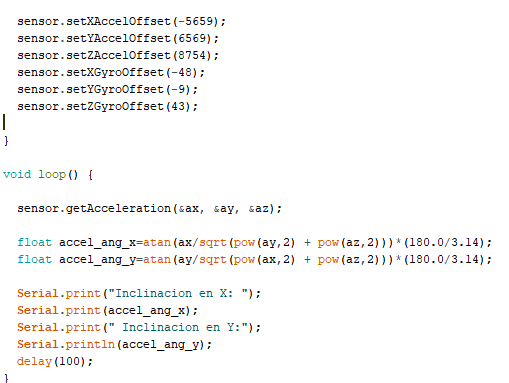 sensor.setXAccelOffset(-5659);
sensor.setYAccelOffset(6569);
sensor.setZAccelOffset(8754);
sensor.setXGyroOffset(-48);
sensor.setYGyroOffset(-9);
sensor.setZGyroOffset(43);
}
void loop() {
sensor.getAcceleration(&ax, &ay, &az);
float accel_ang_x=atan(ax/sqrt(pow(ay,2) + pow(az,2)))*(180.0/3.14);
float accel_ang_y=atan(ay/sqrt(pow(ax,2) + pow(az,2)))*(180.0/3.14);
Serial.print("Inclinacion en X: ");
Serial.print(accel_ang_x);
Serial.print(" Inclinacion en Y:");
Serial.println(accel_ang_y);
delay(100);
}